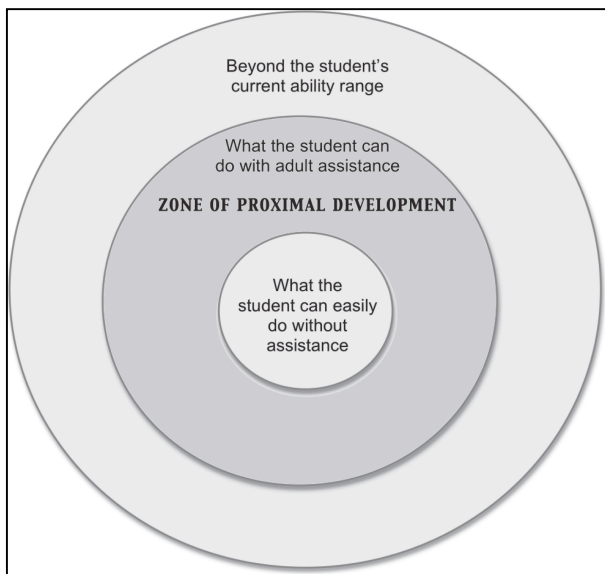 Beyond the student's
current ability range
What the student can
do with adult assistance
ZONE OF PROXIMAL DEVELOPMENT
What the
student can easily
do without
assistance